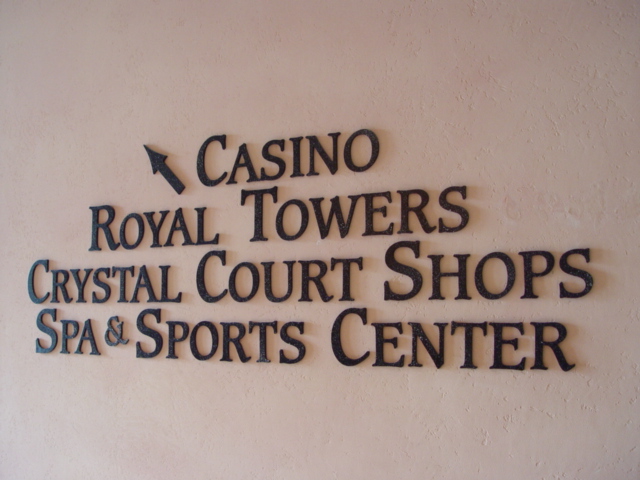 CASINO
ROYAL TOWERS
CRYSTAL COURT SHOPS
SPA & SPORTS CENTER